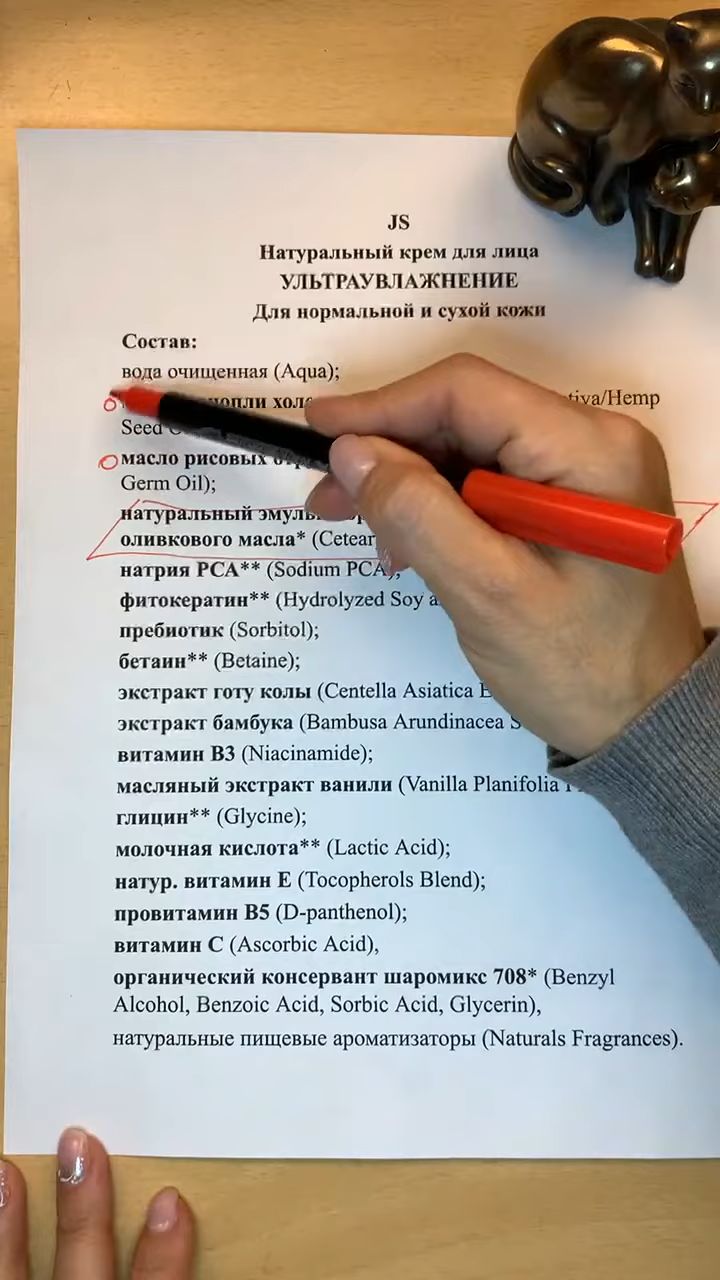 JS
Натуральный крем для лица
УЛЬТРАУВЛАЖНЕНИЕ
Для нормальной и сухой кожи
Состав:
вода очищенная (Aqua);
Hemp
Seed
масло рисовых
Germ Oil);
натуральный
оливкового масла*
натрия PCA** (Sodium PCA);
фитокератин** (Hydrolyzed Soy
пребиотик (Sorbitol);
бетаин** (Betaine);
экстракт готу колы (Centella Asiatica
экстракт бамбука (Bambusa Arundinacea
витамин B3 (Niacinamide);
масляный экстракт ванили (Vanilla Planifolia
глицин** (Glycine);
молочная кислота** (Lactic Acid);
натур. витамин Е (Tocopherols Blend);
провитамин B5 (D-panthenol);
витамин С (Ascorbic Acid),
органический консервант шаромикс 708* (Benzyl
Alcohol, Benzoic Acid, Sorbic Acid, Glycerin),
натуральные пищевые ароматизаторы (Naturals Fragrances).